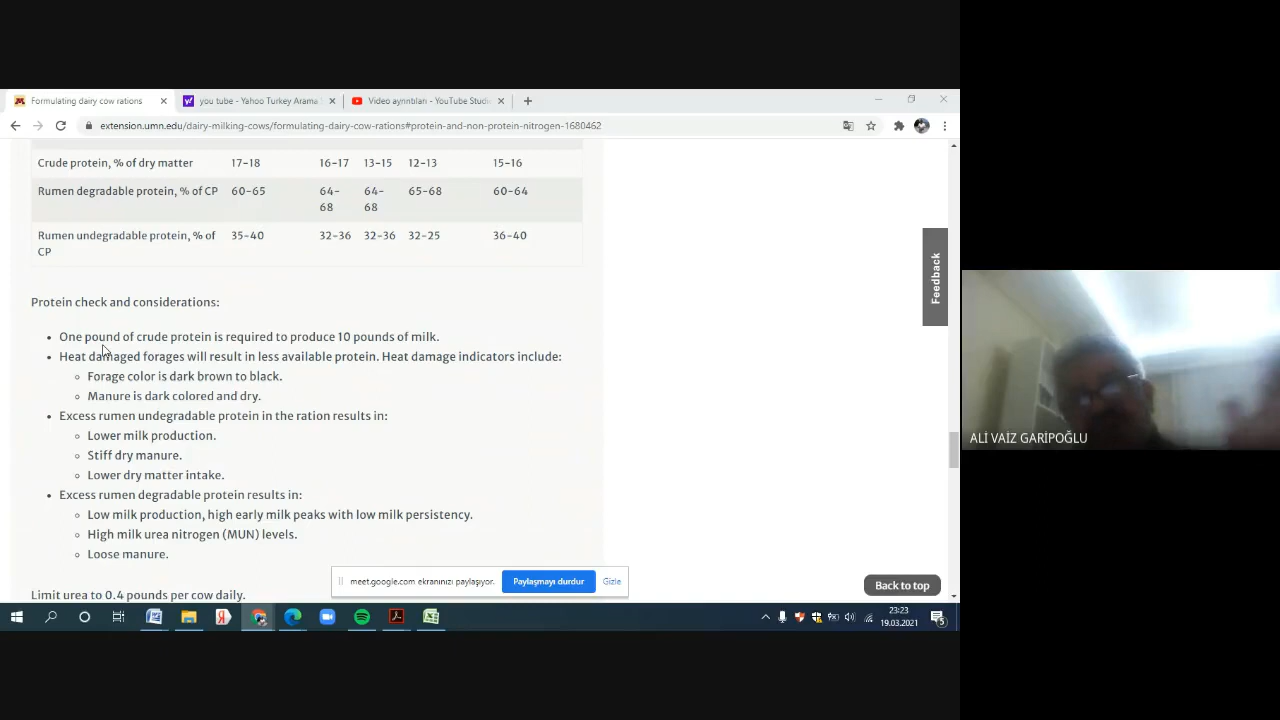 Formulating dairy cow rations
you tube - Yahoo Turkey Arama
Video ayrıntıları - YouTube Studi
extension.umn.edu/dairy-milking-cows/formulating-dairy-cow-rations#protein-and-non-protein-nitrogen-1680462
Crude protein, % of dry matter 17-18 16-17 13-15 12-13 15-16
Rumen degradable protein, % of CP 60-65 64- 64- 65-68 60-64
68 68
Rumen undegradable protein, % of 35-40 32-36 32-36 32-25 36-40
CP
Feedback
Protein check and considerations:
One pound of crude protein is required to produce 10 pounds of milk.
Heat damaged forages will result in less available protein. Heat damage indicators include:
Forage color is dark brown to black.
Manure is dark colored and dry.
Excess rumen undegradable protein in the ration results in:
Lower milk production.
Stiff dry manure.
Lower dry matter intake.
Excess rumen degradable protein results in:
Low milk production, high early milk peaks with low milk persistency.
High milk urea nitrogen (MUN) levels.
Loose manure.
Limit urea to 0.4 pounds per cow daily.
meet.google.com ekranınızı paylaşıyor.
Paylaşmayı durdur
Gizle
Back to top
ALİ VAİZ GARİPOĞLU
23:23
19.03.2021
5